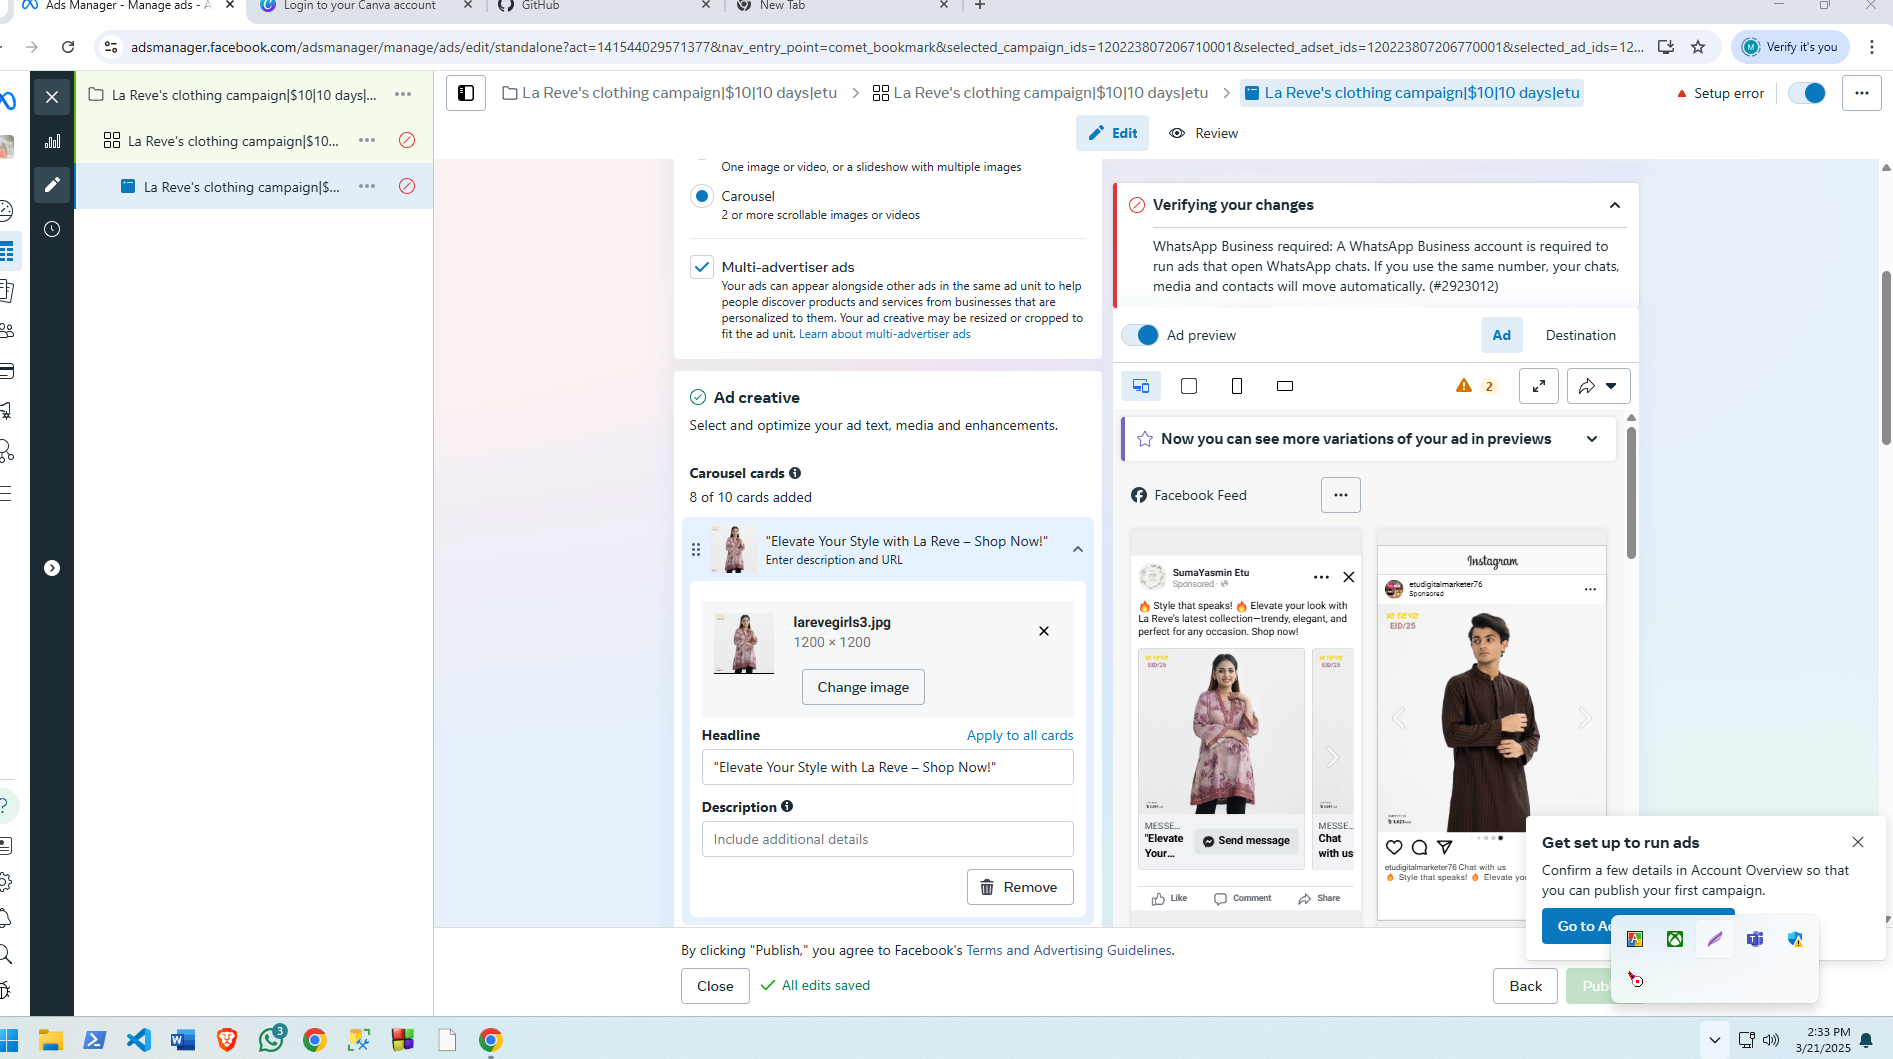 Ads Manager - Manage ads - A
Login to your Canva account
GitHub
New Tab
adsmanager.facebook.com/adsmanager/manage/ads/edit/standalone?act=141544029571377&nav_entry_point=comet_bookmark&selected_campaign_ids=120223807206710001&selected_adset_ids=120223807206770001&selected_ad_ids=12...
Verify it's you
La Reve's clothing campaign|$10|10 days|...
La Reve's clothing campaign|$10...
La Reve's clothing campaign|$...
La Reve's clothing campaign|$10|10 days|etu
La Reve's clothing campaign|$10|10 days|etu
La Reve's clothing campaign|$10|10 days|etu
Setup error
Edit
Review
One image or video, or a slideshow with multiple images
Carousel
2 or more scrollable images or videos
Multi-advertiser ads
Your ads can appear alongside other ads in the same ad unit to help
people discover products and services from businesses that are
personalized to them. Your ad creative may be resized or cropped to
fit the ad unit. Learn about multi-advertiser ads
Ad creative
Select and optimize your ad text, media and enhancements.
Carousel cards
8 of 10 cards added
"Elevate Your Style with La Reve – Shop Now!"
Enter description and URL
larevegirls3.jpg
1200 × 1200
Change image
Headline
Apply to all cards
"Elevate Your Style with La Reve – Shop Now!"
Description
Include additional details
Remove
Verifying your changes
WhatsApp Business required: A WhatsApp Business account is required to
run ads that open WhatsApp chats. If you use the same number, your chats,
media and contacts will move automatically. (#2923012)
Ad preview
Ad
Destination
2
Now you can see more variations of your ad in previews
Facebook Feed
SumaYasmin Etu
Sponsored
🔥 Style that speaks! 🔥 Elevate your look with
La Reve's latest collection—trendy, elegant, and
perfect for any occasion. Shop now!
le reve
EID/25
EID/25
MESSE...
"Elevate
Your...
Send message
MESSE...
Chat
with us
Like
Comment
Share
Instagram
etudigitalmarketer76
Sponsored
le reve
EID/25
etudigitalmarketer76 Chat with us
🔥 Style that speaks! 🔥 Elevate you
Get set up to run ads
Confirm a few details in Account Overview so that
you can publish your first campaign.
Go to Ac
By clicking "Publish," you agree to Facebook's Terms and Advertising Guidelines.
Close
All edits saved
Back
Pub
3
2:33 PM
3/21/2025